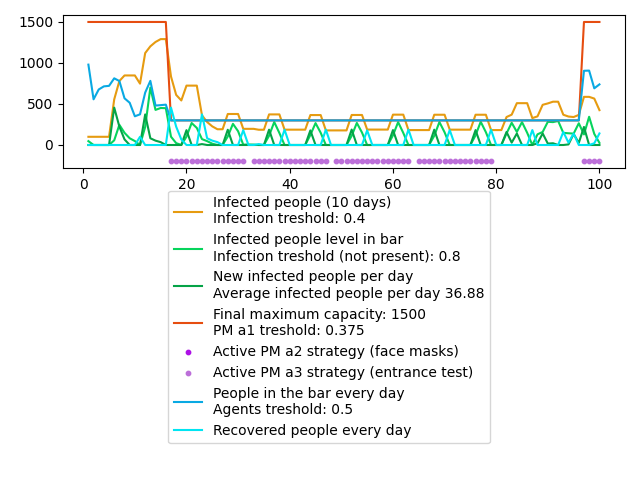 1500
1000
500
0
0
20
40
60
80
100
Infected people (10 days)
Infection treshold: 0.4
Infected people level in bar
Infection treshold (not present): 0.8
New infected people per day
Average infected people per day 36.88
Final maximum capacity: 1500
PM a1 treshold: 0.375
Active PM a2 strategy (face masks)
Active PM a3 strategy (entrance test)
People in the bar every day
Agents treshold: 0.5
Recovered people every day